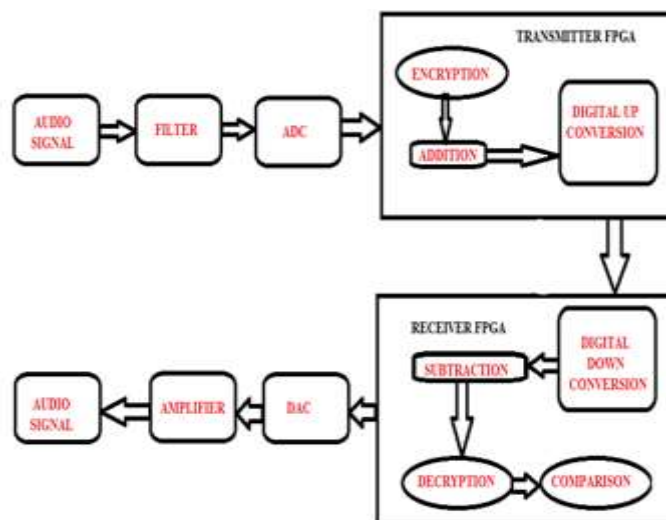 TRANSMITTER FPGA
ENCRYPTION
AUDIO
SIGNAL
FILTER
ADC
ADDITION
DIGITAL UP
CONVERSION
RECEIVER FPGA
DIGITAL
DOWN
CONVERSION
SUBTRACTION
AUDIO
SIGNAL
AMPLIFIER
DAC
DECRYPTION
COMPARISON